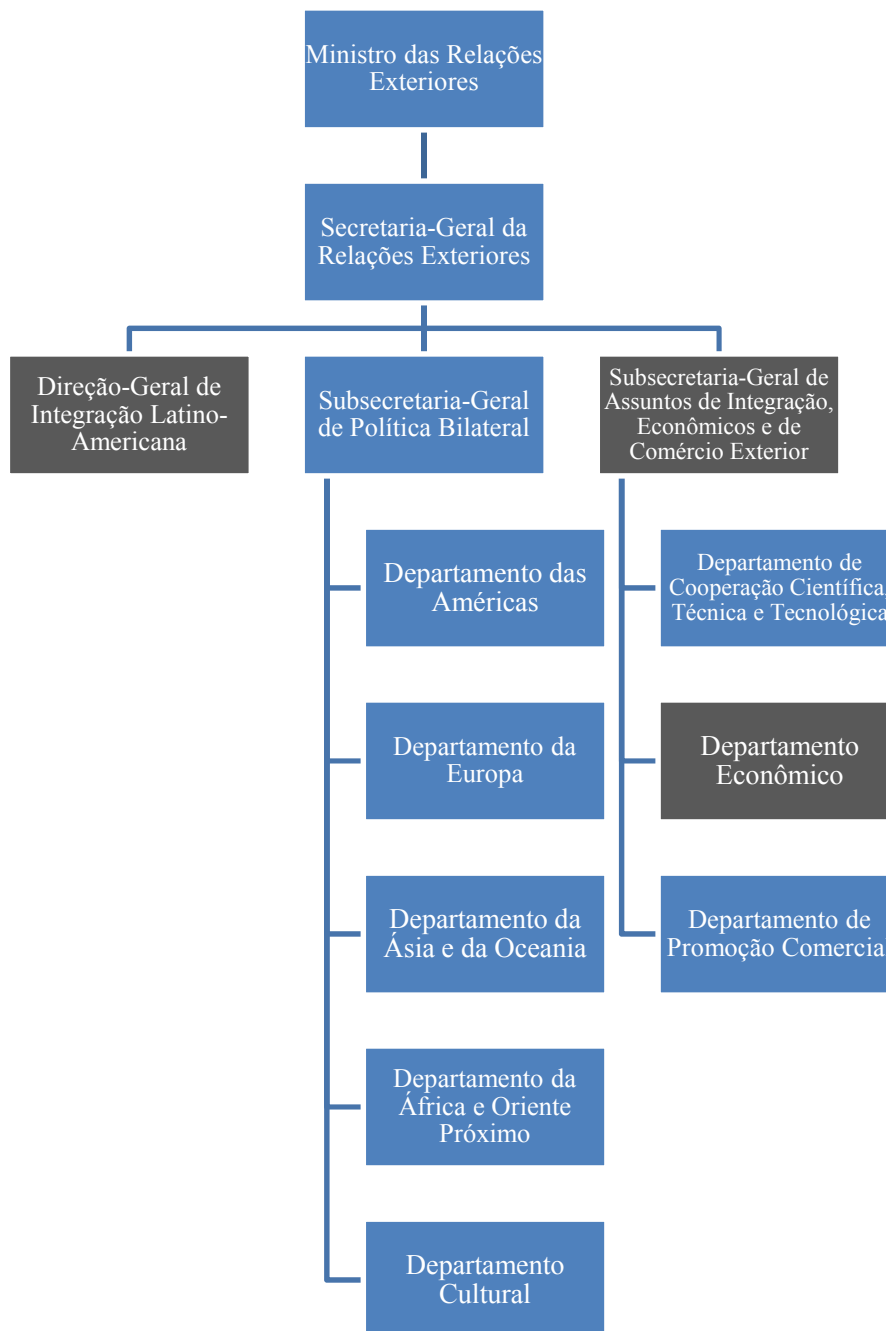 Ministro das Relações
Exteriores
Secretaria-Geral da
Relações Exteriores
Direção-Geral de
Integração Latino-
Americana
Subsecretaria-Geral
de Política Bilateral
Subsecretaria-Geral de
Assuntos de Integração,
Econômicos e de
Comércio Exterior
Departamento das
Américas
Departamento da
Europa
Departamento da
Ásia e da Oceania
Departamento da
África e Oriente
Próximo
Departamento
Cultural
Departamento de
Cooperação Científica,
Técnica e Tecnológica
Departamento
Econômico
Departamento de
Promoção Comercia